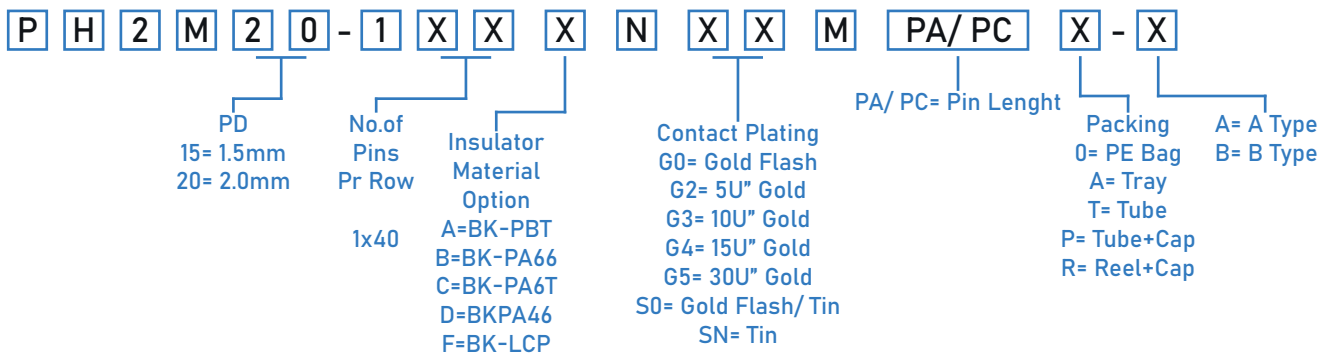 P H 2 M 2 0 - 1 X X X N X X M PA/ PC X - X
PD
15= 1.5mm
20= 2.0mm
No.of
Pins
Pr Row
1x40
Insulator
Material
Option
A=BK-PBT
B=BK-PA66
C=BK-PA6T
D=BKPA46
F=BK-LCP
Contact Plating
G0= Gold Flash
G2= 5U" Gold
G3= 10U" Gold
G4= 15U" Gold
G5= 30U" Gold
S0= Gold Flash/ Tin
SN= Tin
PA/ PC= Pin Lenght
Packing
0= PE Bag
A= Tray
T= Tube
P= Tube+Cap
R= Reel+Cap
A= A Type
B= B Type